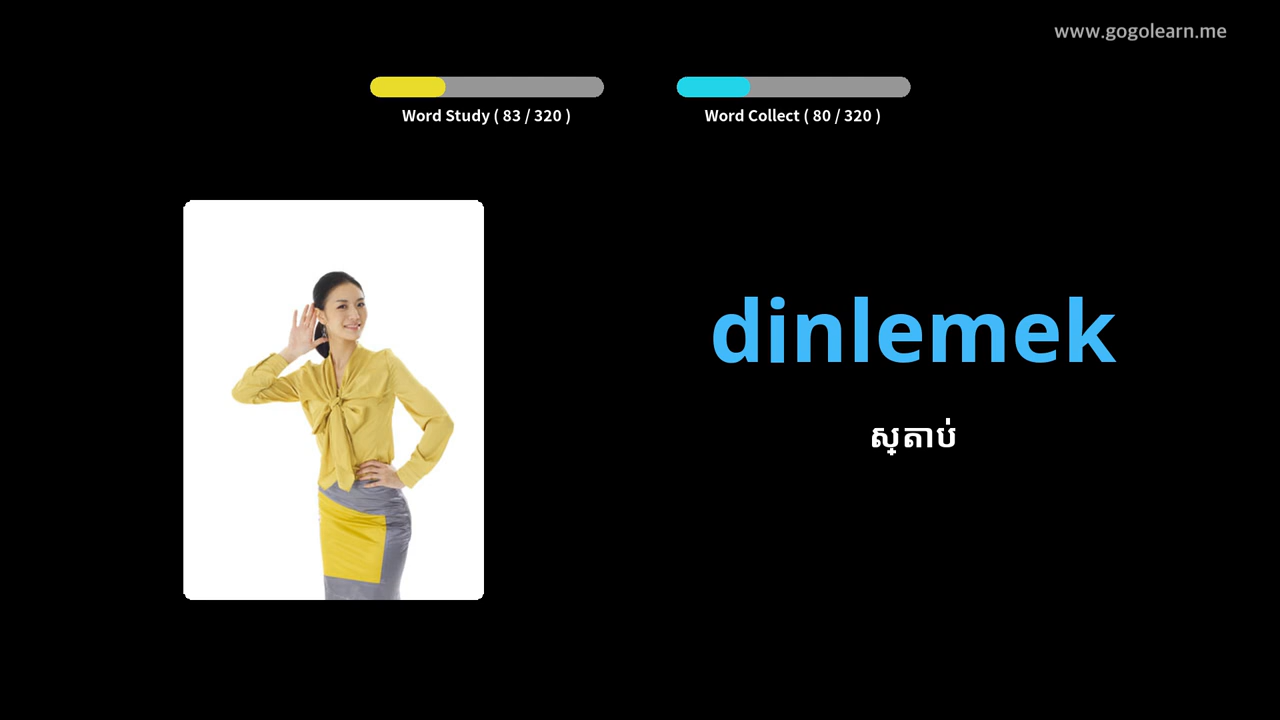 www.gogolearn.me
Word Study ( 83 / 320 )
Word Collect ( 80 / 320 )
dinlemek
ស្តាប់